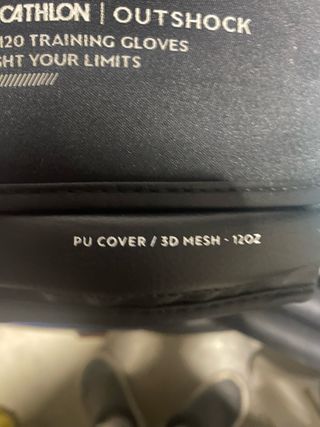 CATHLON | OUTSHOCK
120 TRAINING GLOVES
GHT YOUR LIMITS
PU COVER / 3D MESH - 12OZ